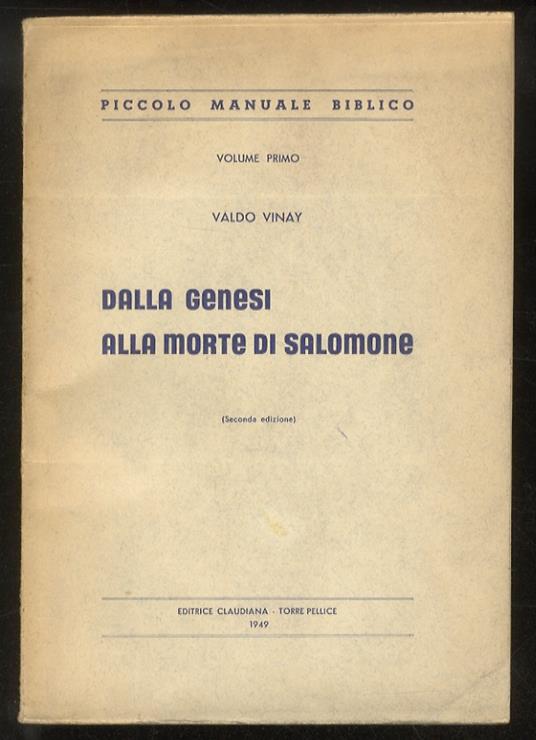 PICCOLO MANUALE BIBLICO
VOLUME PRIMO
VALDO VINAY
DALLA GENESI
ALLA MORTE DI SALOMONE
(Seconda edizione)
EDITRICE CLAUDIANA - TORRE PELLICE
1949